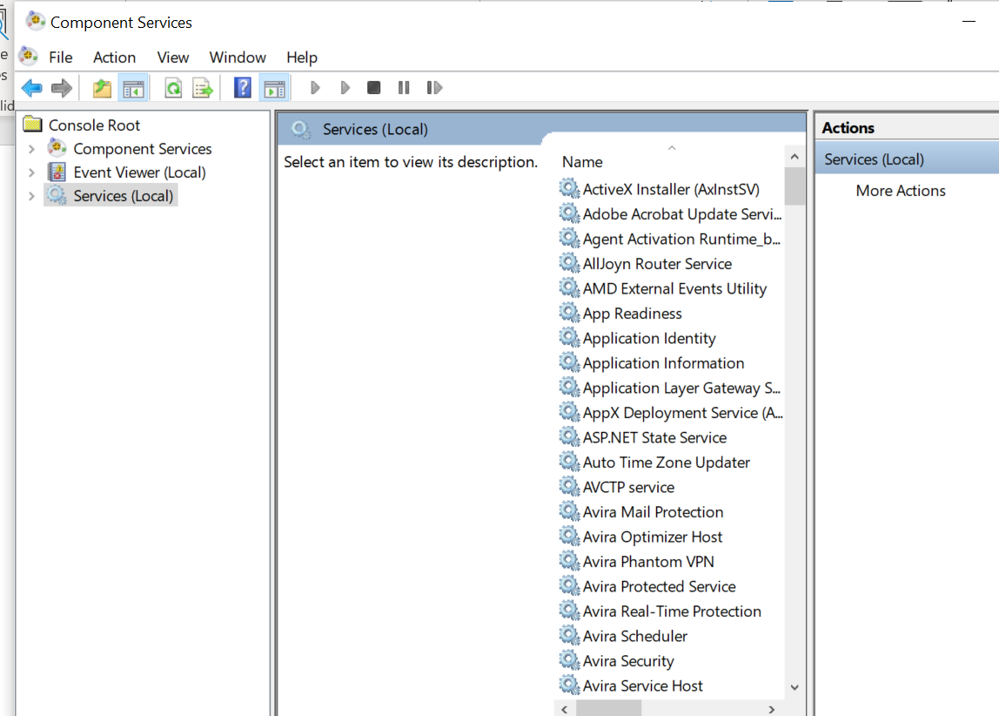 Component Services
File Action View Window Help
Console Root
Component Services
Event Viewer (Local)
Services (Local)
Services (Local)
Select an item to view its description.
Name
ActiveX Installer (AxInstSV)
Adobe Acrobat Update Servi...
Agent Activation Runtime_b...
AllJoyn Router Service
AMD External Events Utility
App Readiness
Application Identity
Application Information
Application Layer Gateway S...
AppX Deployment Service (A...
ASP.NET State Service
Auto Time Zone Updater
AVCTP service
Avira Mail Protection
Avira Optimizer Host
Avira Phantom VPN
Avira Protected Service
Avira Real-Time Protection
Avira Scheduler
Avira Security
Avira Service Host
Actions
Services (Local)
More Actions